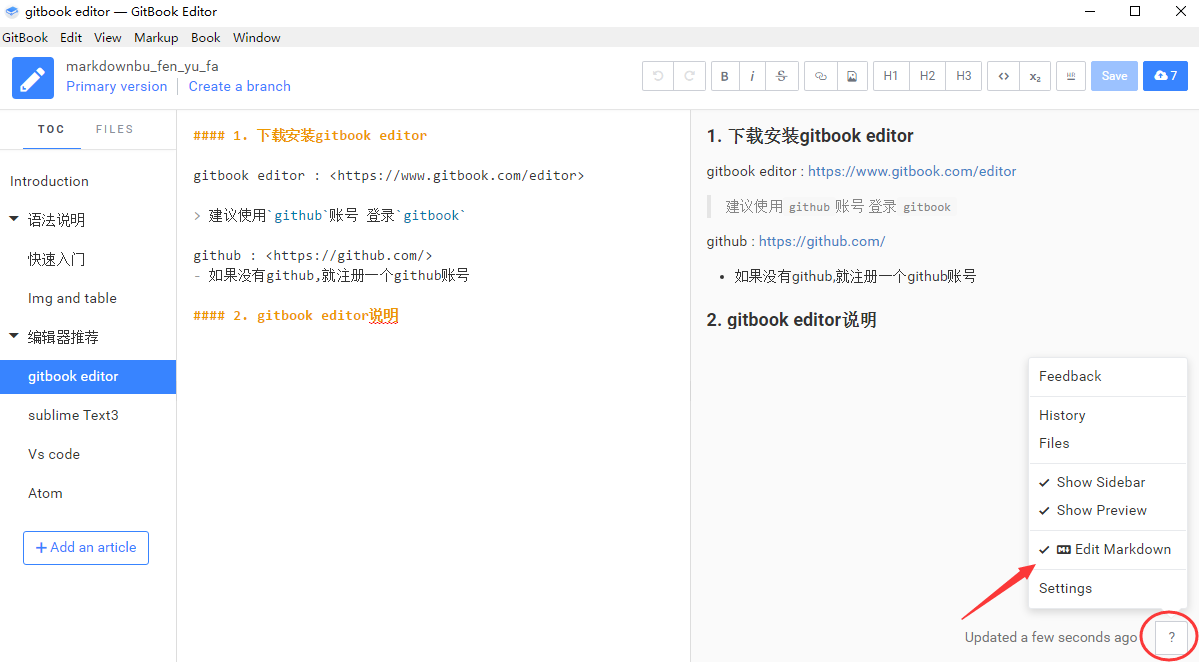 gitbook editor — GitBook Editor
GitBook Edit View Markup Book Window
markdownbu_fen_yu_fa
Primary version Create a branch
B i S H1 H2 H3 <> x₂ HR Save 7
TOC FILES
Introduction
语法说明
快速入门
Img and table
编辑器推荐
gitbook editor
sublime Text3
Vs code
Atom
+ Add an article
#### 1. 下载安装gitbook editor
gitbook editor : <https://www.gitbook.com/editor>
> 建议使用`github`账号 登录`gitbook`
github : <https://github.com/>
- 如果没有github,就注册一个github账号
#### 2. gitbook editor说明
1. 下载安装gitbook editor
gitbook editor : https://www.gitbook.com/editor
建议使用 github 账号 登录 gitbook
github : https://github.com/
• 如果没有github,就注册一个github账号
2. gitbook editor说明
Feedback
History
Files
✓ Show Sidebar
✓ Show Preview
✓ Edit Markdown
Settings
Updated a few seconds ago ?